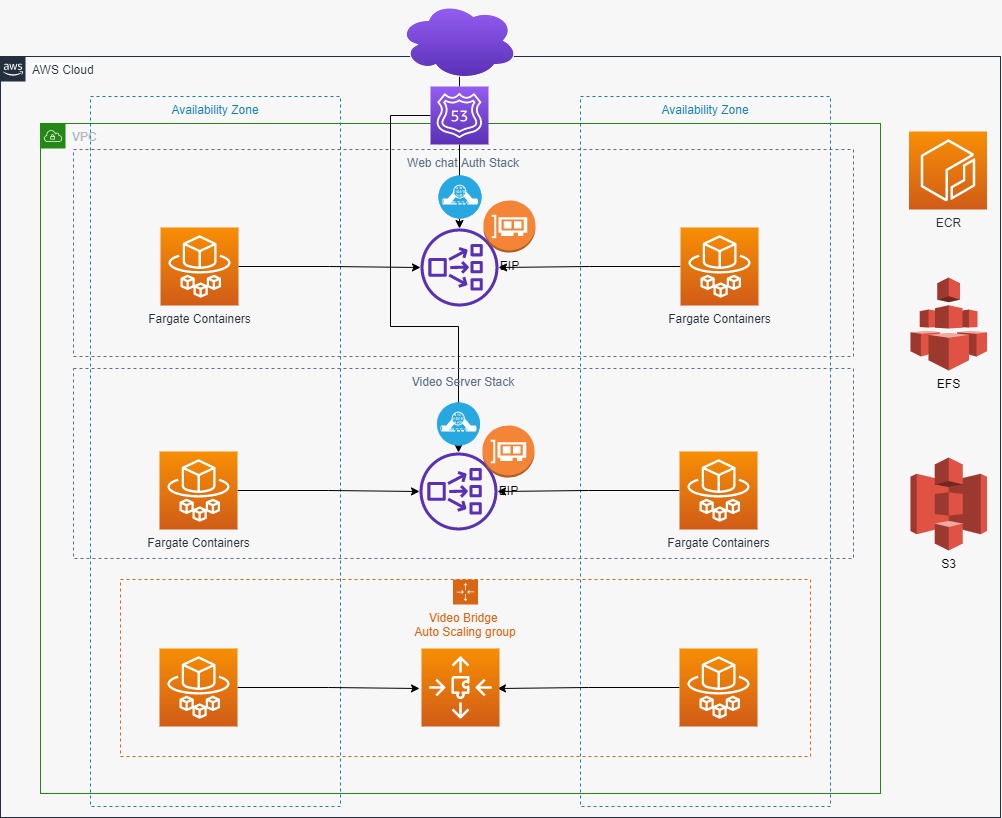 aws
AWS Cloud
Availability Zone
Availability Zone
VPC
53
Web chat Auth Stack
EIP
Fargate Containers
Fargate Containers
ECR
EFS
Video Server Stack
EIP
Fargate Containers
Fargate Containers
S3
Video Bridge
Auto Scaling group